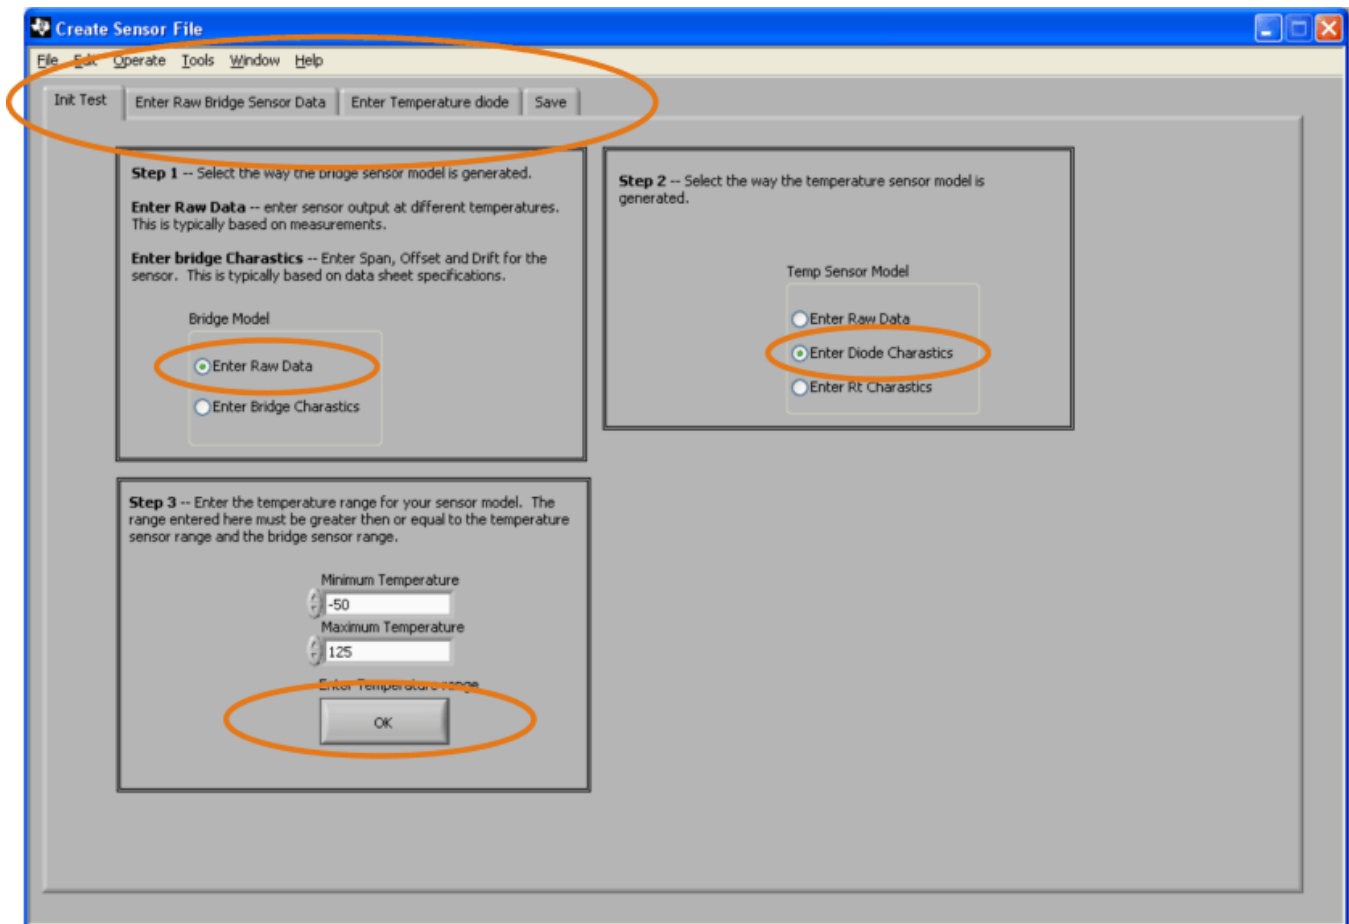 Create Sensor File
File Edit Operate Tools Window Help
Init Test Enter Raw Bridge Sensor Data Enter Temperature diode Save
Step 1 -- Select the way the bridge sensor model is generated.
Enter Raw Data -- enter sensor output at different temperatures.
This is typically based on measurements.
Enter bridge Charastics -- Enter Span, Offset and Drift for the
sensor. This is typically based on data sheet specifications.
Bridge Model
Enter Raw Data
Enter Bridge Charastics
Step 2 -- Select the way the temperature sensor model is
generated.
Temp Sensor Model
Enter Raw Data
Enter Diode Charastics
Enter Rt Charastics
Step 3 -- Enter the temperature range for your sensor model. The
range entered here must be greater then or equal to the temperature
sensor range and the bridge sensor range.
Minimum Temperature
-50
Maximum Temperature
125
Enter Temperature range
OK